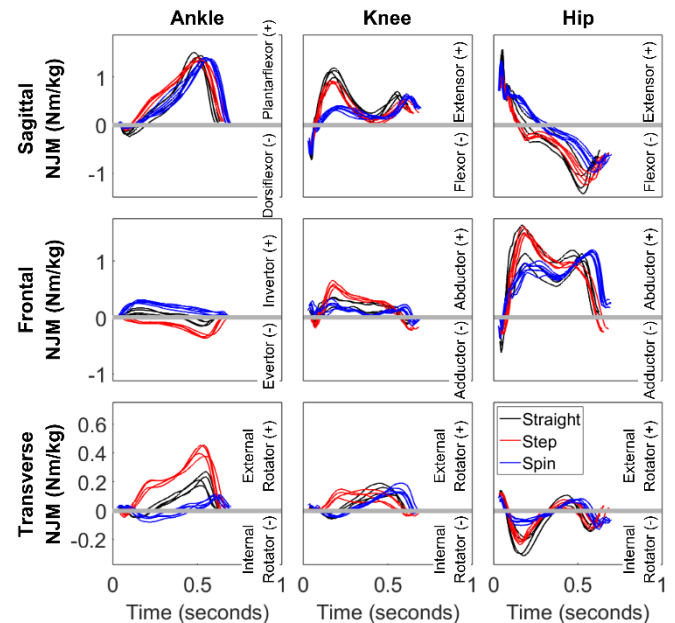 Ankle
Knee
Hip
Sagittal
NJM (Nm/kg)
1
0
-1
Dorsiflexor (-)
Plantarflexor (+)
Flexor (-)
Extensor (+)
Flexor (-)
Extensor (+)
Frontal
NJM (Nm/kg)
1
0
-1
Evertor (-)
Invertor (+)
Adductor (-)
Abductor (+)
Adductor (-)
Abductor (+)
Transverse
NJM (Nm/kg)
0.6
0.4
0.2
0
-0.2
External
Rotator (+)
Internal
Rotator (-)
External
Rotator (+)
Internal
Rotator (-)
Straight
Step
Spin
External
Rotator (+)
Internal
Rotator (-)
0
0.5
1
0
0.5
1
0
0.5
1
Time (seconds)
Time (seconds)
Time (seconds)